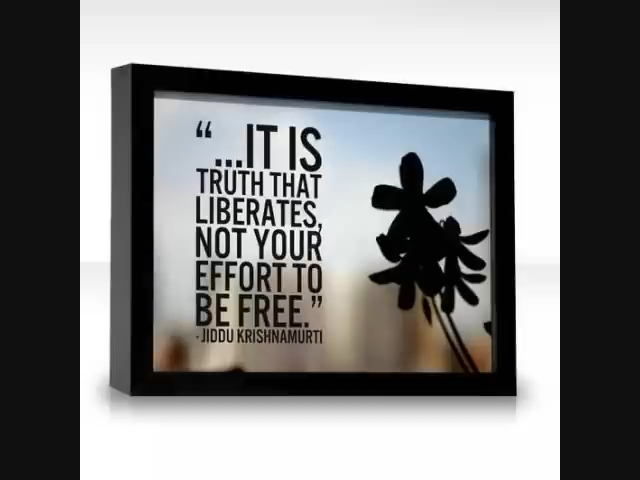 “...IT IS
TRUTH THAT
LIBERATES,
NOT YOUR
EFFORT TO
BE FREE.”
- JIDDU KRISHNAMURTI